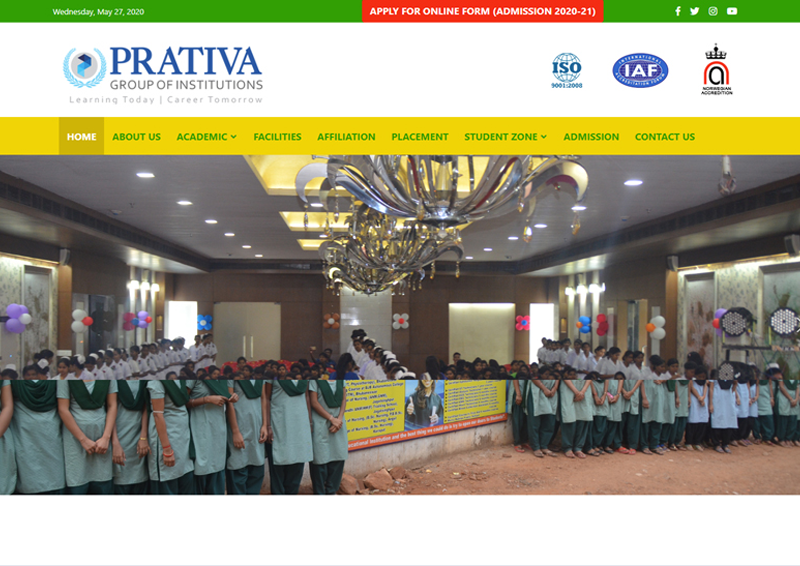 Wednesday, May 27, 2020
APPLY FOR ONLINE FORM (ADMISSION 2020-21)
PRATIVA
GROUP OF INSTITUTIONS
Learning Today | Career Tomorrow
ISO
9001:2008
INTERNATIONAL
IAF
ACCREDITATION FORUM
NORWEGIAN
ACCREDITION
HOME
ABOUT US
ACADEMIC
FACILITIES
AFFILIATION
PLACEMENT
STUDENT ZONE
ADMISSION
CONTACT US